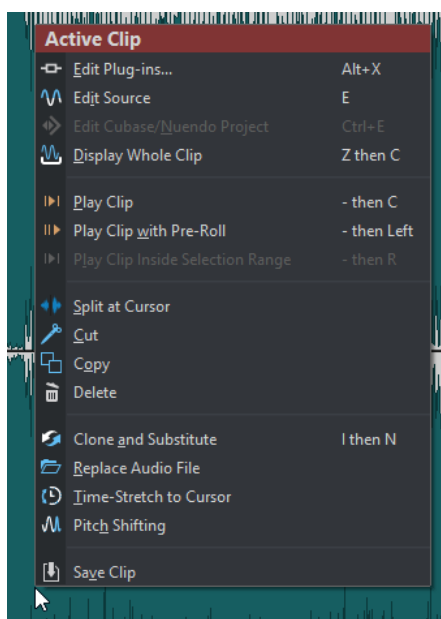 Active Clip
Edit Plug-ins... Alt+X
Edit Source E
Edit Cubase/Nuendo Project Ctrl+E
Display Whole Clip Z then C
Play Clip - then C
Play Clip with Pre-Roll - then Left
Play Clip Inside Selection Range - then R
Split at Cursor
Cut
Copy
Delete
Clone and Substitute I then N
Replace Audio File
Time-Stretch to Cursor
Pitch Shifting
Save Clip